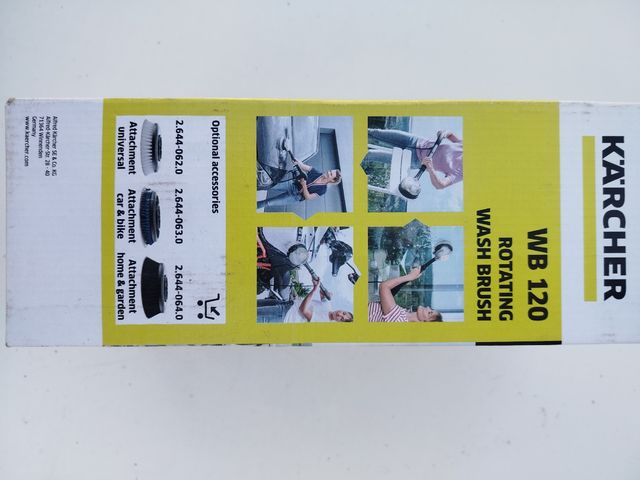 KÄRCHER
WB 120
ROTATING
WASH BRUSH
Optional accessories
2.644-062.0
Attachment
universal
2.644-063.0
Attachment
car & bike
2.644-064.0
Attachment
home & garden
Alfred Kärcher SE & Co. KG
Alfred-Kärcher-Str. 28 - 40
71364 Winnenden
Germany
www.kaercher.com